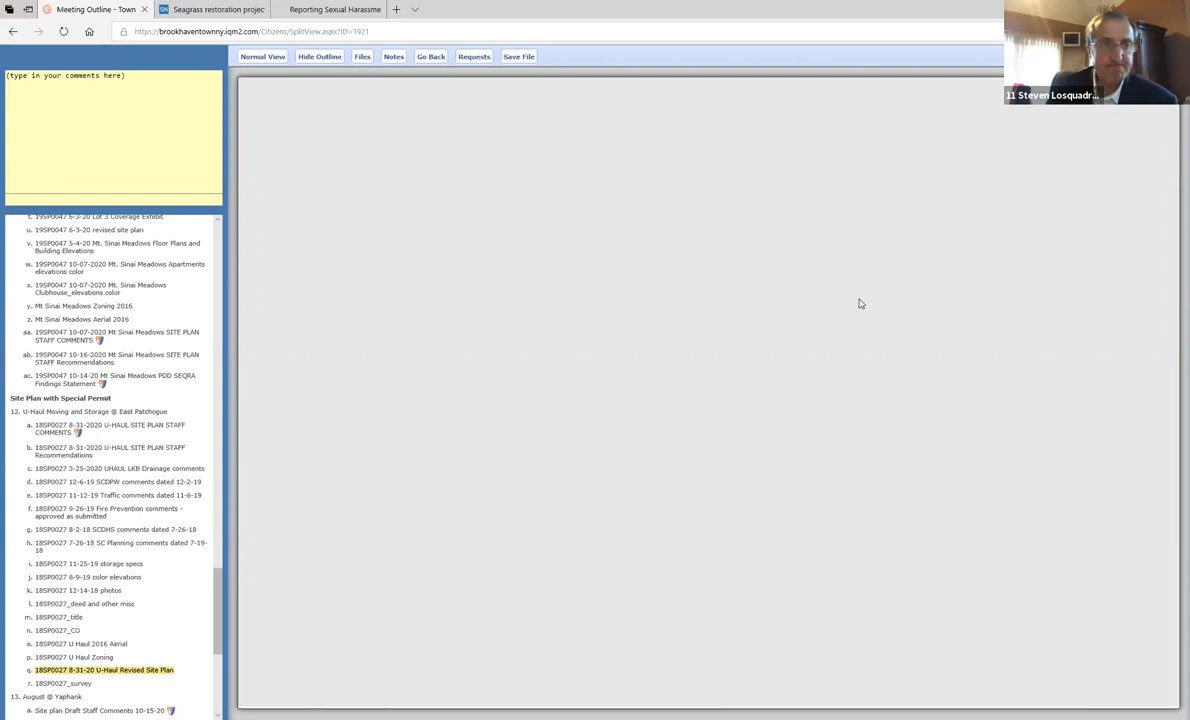 Meeting Outline - Town
Seagrass restoration projec
Reporting Sexual Harassme
https://brookhaventownny.iqm2.com/Citizens/SplitView.aspx?ID=1921
Normal View
Hide Outline
Files
Notes
Go Back
Requests
Save File
11 Steven Losquadr...
(type in your comments here)
t. 19SP0047 6-3-20 Lot 3 Coverage Exhibit
u. 19SP0047 6-3-20 revised site plan
v. 19SP0047 5-4-20 Mt. Sinai Meadows Floor Plans and
Building Elevations
w. 19SP0047 10-07-2020 Mt. Sinai Meadows Apartments
elevations color
x. 19SP0047 10-07-2020 Mt. Sinai Meadows
Clubhouse_elevations color
y. Mt Sinai Meadows Zoning 2016
z. Mt Sinai Meadows Aerial 2016
aa. 19SP0047 10-07-2020 Mt Sinai Meadows SITE PLAN
STAFF COMMENTS
ab. 19SP0047 10-16-2020 Mt Sinai Meadows SITE PLAN
STAFF Recommendations
ac. 19SP0047 10-14-20 Mt Sinai Meadows PDD SEQRA
Findings Statement
Site Plan with Special Permit
12. U-Haul Moving and Storage @ East Patchogue
a. 18SP0027 8-31-2020 U-HAUL SITE PLAN STAFF
COMMENTS
b. 18SP0027 8-31-2020 U-HAUL SITE PLAN STAFF
Recommendations
c. 18SP0027 3-25-2020 UHAUL LKB Drainage comments
d. 18SP0027 12-6-19 SCDPW comments dated 12-2-19
e. 18SP0027 11-12-19 Traffic comments dated 11-6-19
f. 18SP0027 9-26-19 Fire Prevention comments -
approved as submitted
g. 18SP0027 8-2-18 SCDHS comments dated 7-26-18
h. 18SP0027 7-26-18 SC Planning comments dated 7-19-
18
i. 18SP0027 11-25-19 storage specs
j. 18SP0027 8-9-19 color elevations
k. 18SP0027 12-14-18 photos
l. 18SP0027_deed and other misc
m. 18SP0027_title
n. 18SP0027_CO
o. 18SP0027 U Haul 2016 Aerial
p. 18SP0027 U Haul Zoning
q. 18SP0027 8-31-20 U-Haul Revised Site Plan
r. 18SP0027_survey
13. August @ Yaphank
a. Site plan Draft Staff Comments 10-15-20